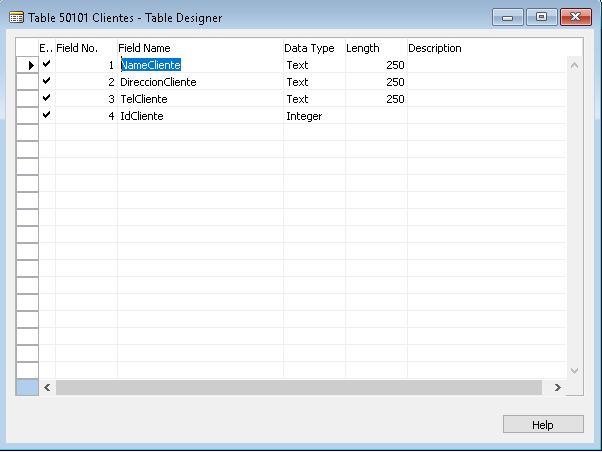 Table 50101 Clientes - Table Designer
E.. Field No. Field Name Data Type Length Description
1 NameCliente Text 250
2 DireccionCliente Text 250
3 TelCliente Text 250
4 IdCliente Integer
Help